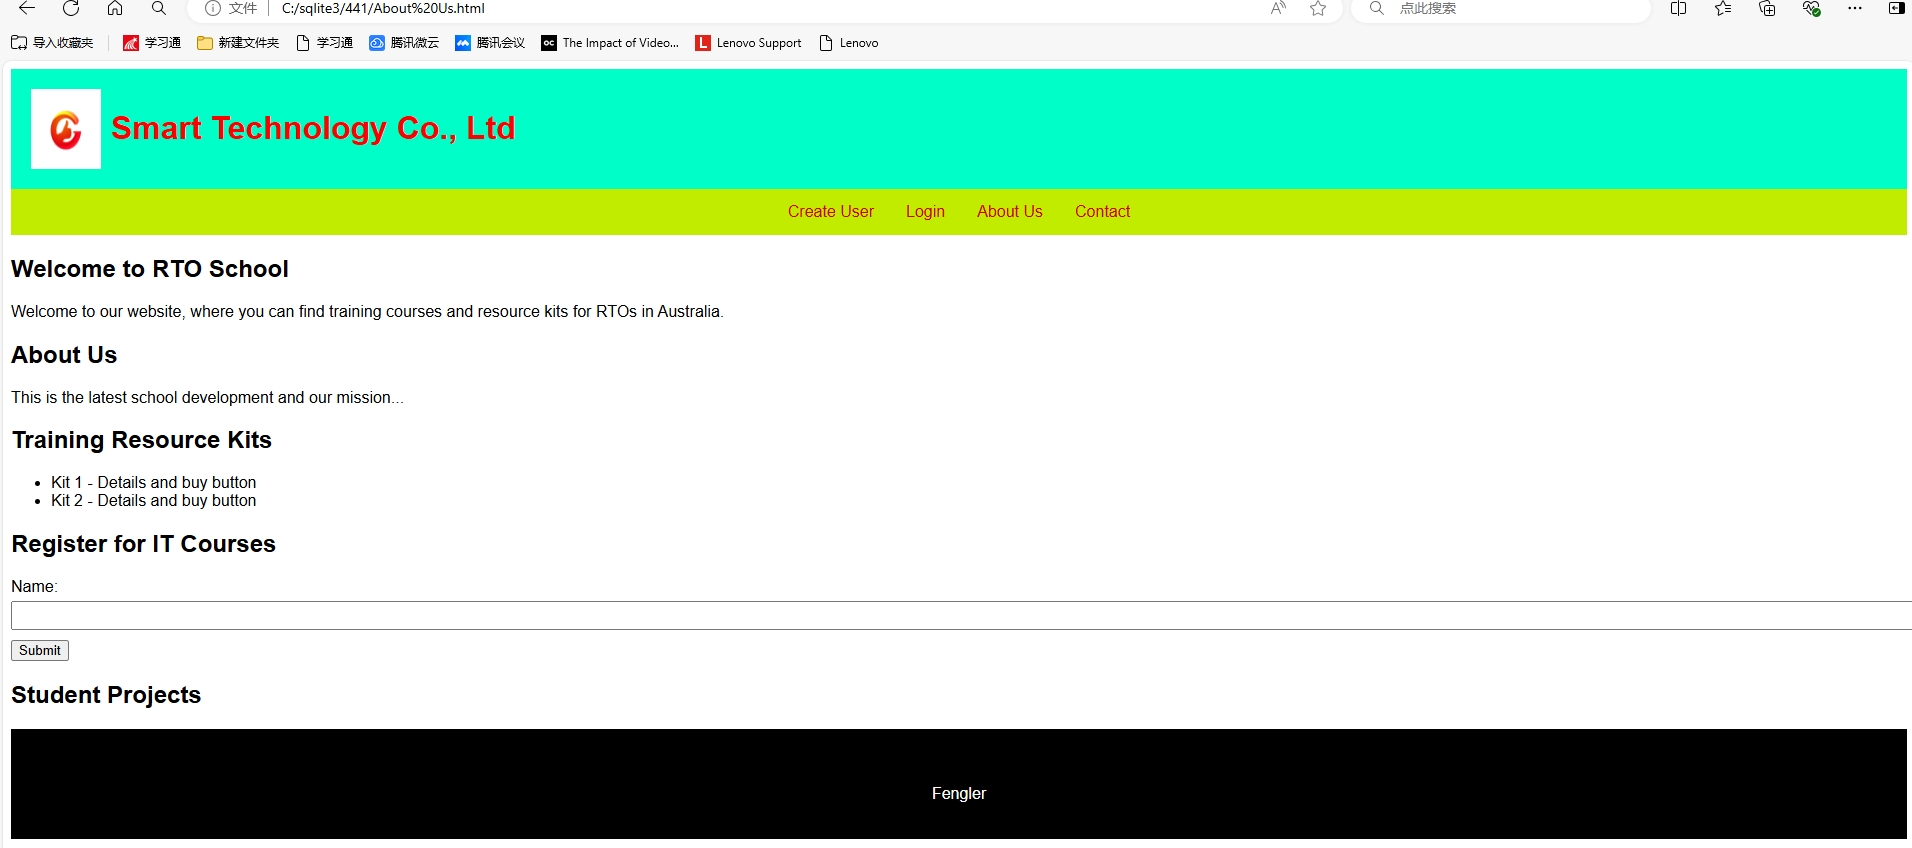 文件 C:/sqlite3/441/About%20Us.html 点此搜索
导入收藏夹 学习通 新建文件夹 学习通 腾讯微云 腾讯会议 oc The Impact of Video... L Lenovo Support Lenovo
Smart Technology Co., Ltd
Create User Login About Us Contact
Welcome to RTO School
Welcome to our website, where you can find training courses and resource kits for RTOs in Australia.
About Us
This is the latest school development and our mission...
Training Resource Kits
• Kit 1 - Details and buy button
• Kit 2 - Details and buy button
Register for IT Courses
Name:
Submit
Student Projects
Fengler